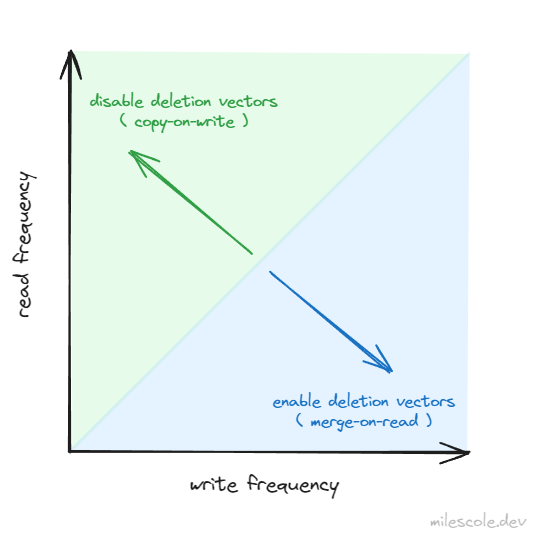 disable deletion vectors
( copy-on-write )
read frequency
enable deletion vectors
( merge-on-read )
write frequency
milescole.dev